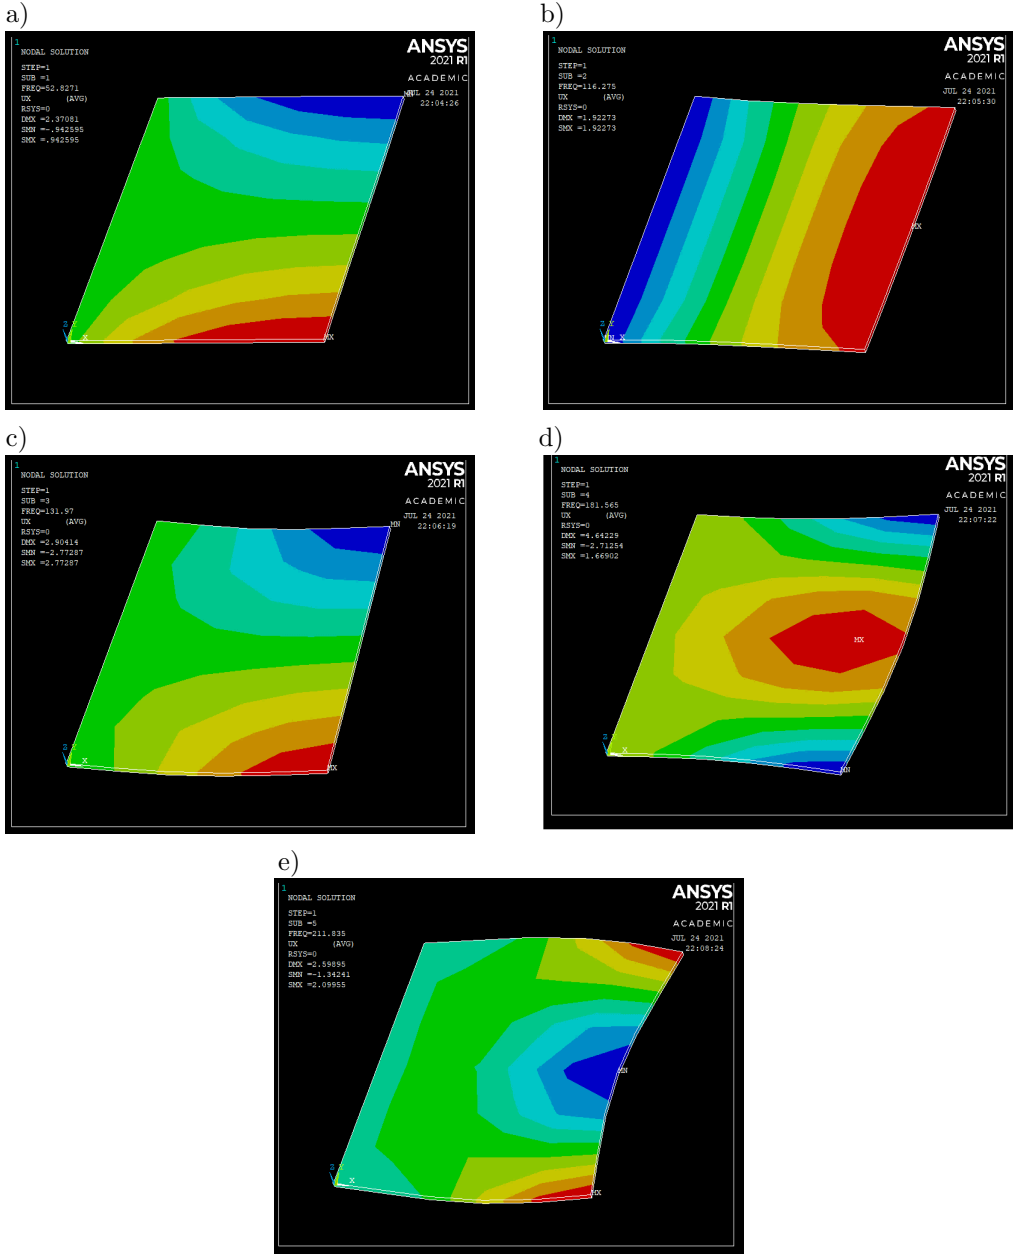 a)
1
NODAL SOLUTION
STEP=1
SUB =1
FREQ=52.8271
UX (AVG)
RSYS=0
DMX =2.37081
SMN =-.942595
SMX =.942595
ANSYS
2021 R1
ACADEMIC
JUL 24 2021
22:04:26
MN
Z Y
X
MX
b)
1
NODAL SOLUTION
STEP=1
SUB =2
FREQ=116.275
UX (AVG)
RSYS=0
DMX =1.92273
SMX =1.92273
ANSYS
2021 R1
ACADEMIC
JUL 24 2021
22:05:30
MX
Z Y
MN X
c)
1
NODAL SOLUTION
STEP=1
SUB =3
FREQ=131.97
UX (AVG)
RSYS=0
DMX =2.90414
SMN =-2.77287
SMX =2.77287
ANSYS
2021 R1
ACADEMIC
JUL 24 2021
22:06:19
MN
Z Y
X
MX
d)
1
NODAL SOLUTION
STEP=1
SUB =4
FREQ=181.565
UX (AVG)
RSYS=0
DMX =4.64229
SMN =-2.71254
SMX =1.66902
ANSYS
2021 R1
ACADEMIC
JUL 24 2021
22:07:22
MX
Z Y
X
MN
e)
1
NODAL SOLUTION
STEP=1
SUB =5
FREQ=211.835
UX (AVG)
RSYS=0
DMX =2.59895
SMN =-1.34241
SMX =2.09955
ANSYS
2021 R1
ACADEMIC
JUL 24 2021
22:08:24
MN
Z Y
X
MX